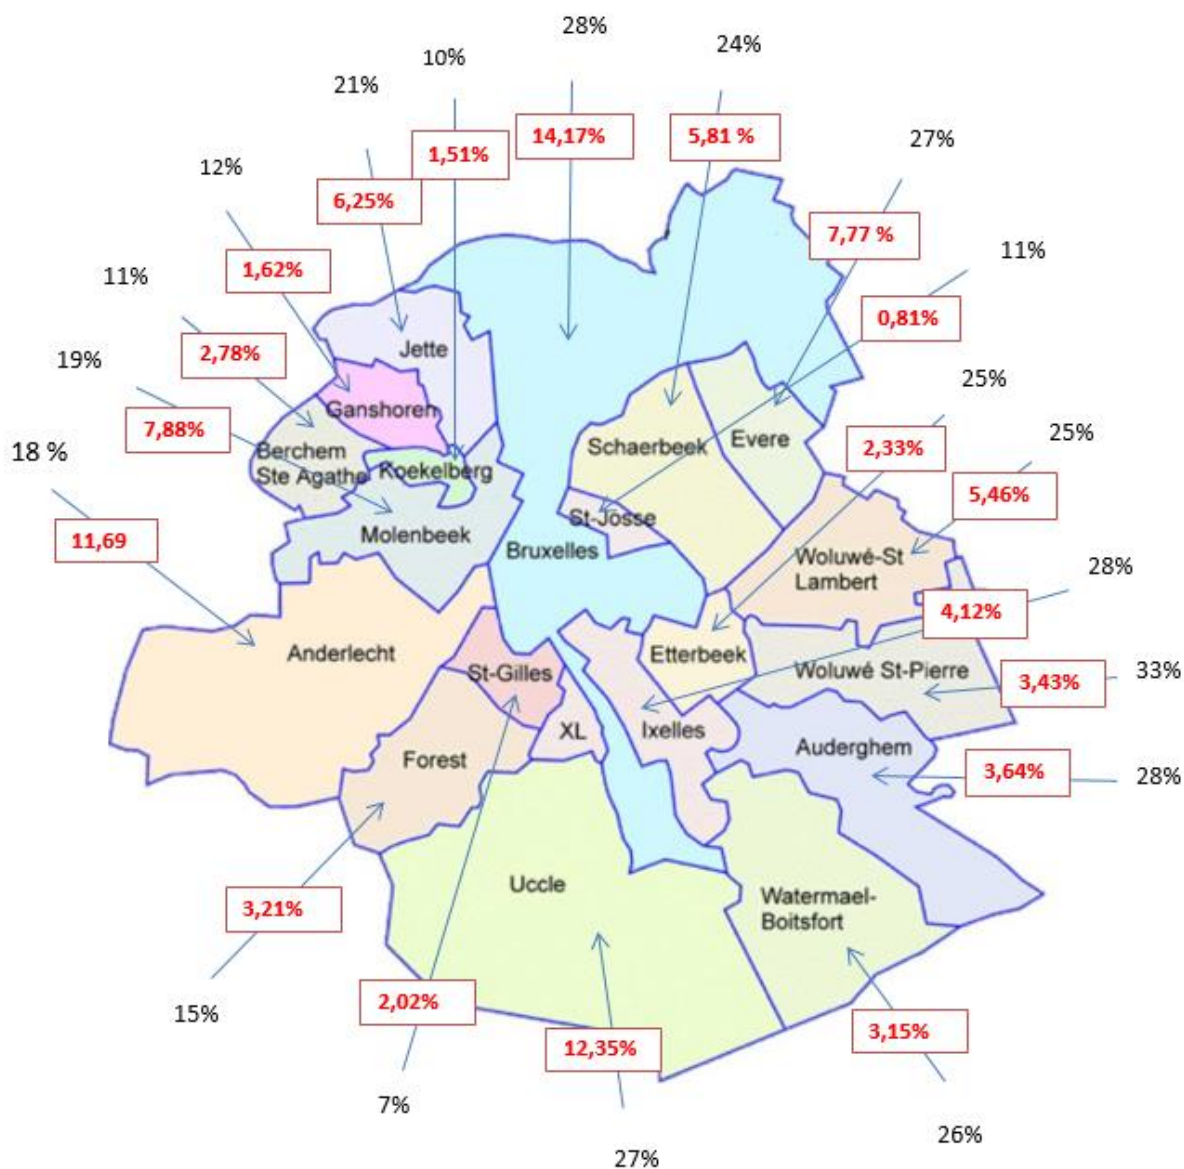 28%
24%
10%
21%
14,17%
5,81 %
27%
1,51%
12%
6,25%
7,77 %
11%
1,62%
11%
0,81%
2,78%
Jette
19%
25%
Ganshoren
7,88%
Evere
2,33%
25%
Schaerbeek
18 %
Berchem
Ste Agathe
Koekelberg
5,46%
St-Josse
11,69
Molenbeek
Bruxelles
Woluwé-St
Lambert
28%
4,12%
Anderlecht
Etterbeek
St-Gilles
Woluwé St-Pierre
3,43%
33%
XL
Ixelles
Auderghem
Forest
3,64%
28%
Uccle
Watermael-
Boitsfort
3,21%
2,02%
15%
12,35%
3,15%
7%
26%
27%